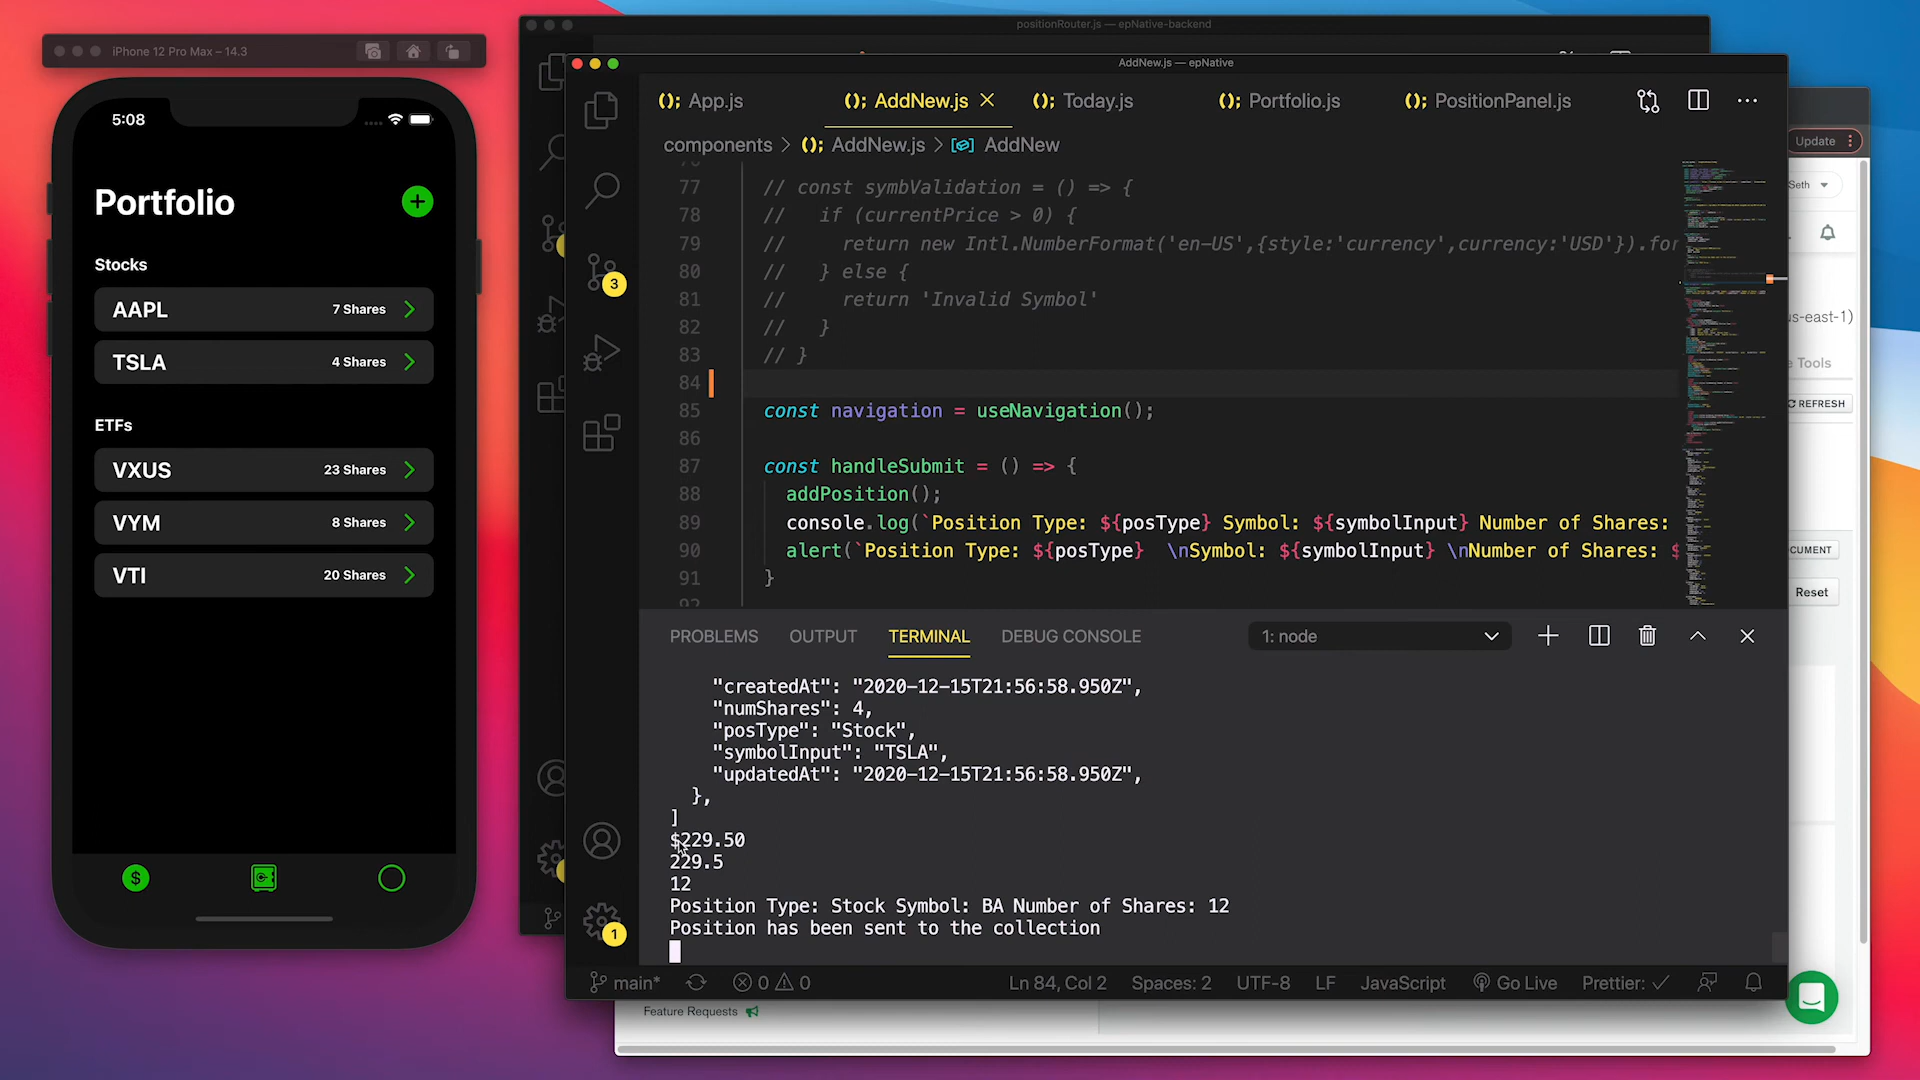 iPhone 12 Pro Max – 14.3
5:08
Portfolio
Stocks
AAPL 7 Shares
TSLA 4 Shares
ETFs
VXUS 23 Shares
VYM 8 Shares
VTI 20 Shares
positionRouter.js — epNative-backend
AddNew.js — epNative
App.js AddNew.js Today.js Portfolio.js PositionPanel.js
components > AddNew.js > AddNew
77 // const symbValidation = () => {
78 //   if (currentPrice > 0) {
79 //     return new Intl.NumberFormat('en-US',{style:'currency',currency:'USD'}).for
80 //   } else {
81 //     return 'Invalid Symbol'
82 //   }
83 // }
84
85 const navigation = useNavigation();
86
87 const handleSubmit = () => {
88   addPosition();
89   console.log(`Position Type: ${posType} Symbol: ${symbolInput} Number of Shares:
90   alert(`Position Type: ${posType}  \nSymbol: ${symbolInput} \nNumber of Shares: $
91 }
92
3
PROBLEMS OUTPUT TERMINAL DEBUG CONSOLE 1: node
"createdAt": "2020-12-15T21:56:58.950Z",
"numShares": 4,
"posType": "Stock",
"symbolInput": "TSLA",
"updatedAt": "2020-12-15T21:56:58.950Z",
},
]
$229.50
229.5
12
Position Type: Stock Symbol: BA Number of Shares: 12
Position has been sent to the collection
1
main* 0 0 Ln 84, Col 2 Spaces: 2 UTF-8 LF JavaScript Go Live Prettier: ✓
Update
Seth
us-east-1)
e Tools
REFRESH
CUMENT
Reset
Feature Requests